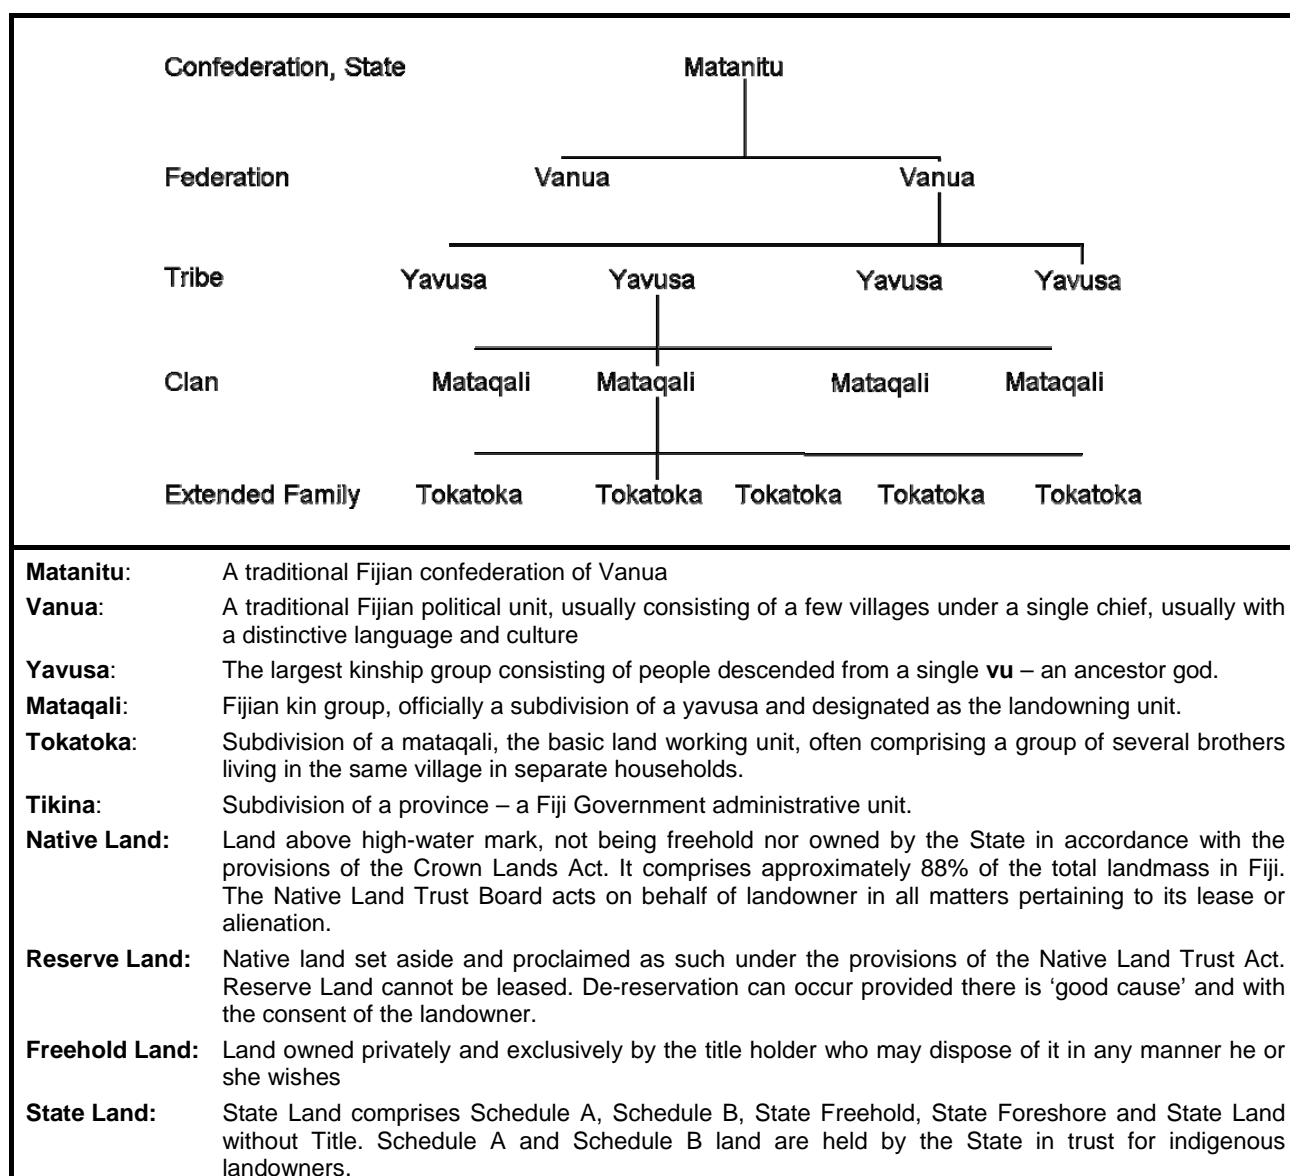 Confederation, State Matanitu
Federation Vanua Vanua
Tribe Yavusa Yavusa Yavusa Yavusa
Clan Mataqali Mataqali Mataqali Mataqali
Extended Family Tokatoka Tokatoka Tokatoka Tokatoka Tokatoka
Matanitu: A traditional Fijian confederation of Vanua
Vanua: A traditional Fijian political unit, usually consisting of a few villages under a single chief, usually with
a distinctive language and culture
Yavusa: The largest kinship group consisting of people descended from a single vu – an ancestor god.
Mataqali: Fijian kin group, officially a subdivision of a yavusa and designated as the landowning unit.
Tokatoka: Subdivision of a mataqali, the basic land working unit, often comprising a group of several brothers
living in the same village in separate households.
Tikina: Subdivision of a province – a Fiji Government administrative unit.
Native Land: Land above high-water mark, not being freehold nor owned by the State in accordance with the
provisions of the Crown Lands Act. It comprises approximately 88% of the total landmass in Fiji.
The Native Land Trust Board acts on behalf of landowner in all matters pertaining to its lease or
alienation.
Reserve Land: Native land set aside and proclaimed as such under the provisions of the Native Land Trust Act.
Reserve Land cannot be leased. De-reservation can occur provided there is ‘good cause’ and with
the consent of the landowner.
Freehold Land: Land owned privately and exclusively by the title holder who may dispose of it in any manner he or
she wishes
State Land: State Land comprises Schedule A, Schedule B, State Freehold, State Foreshore and State Land
without Title. Schedule A and Schedule B land are held by the State in trust for indigenous
landowners.